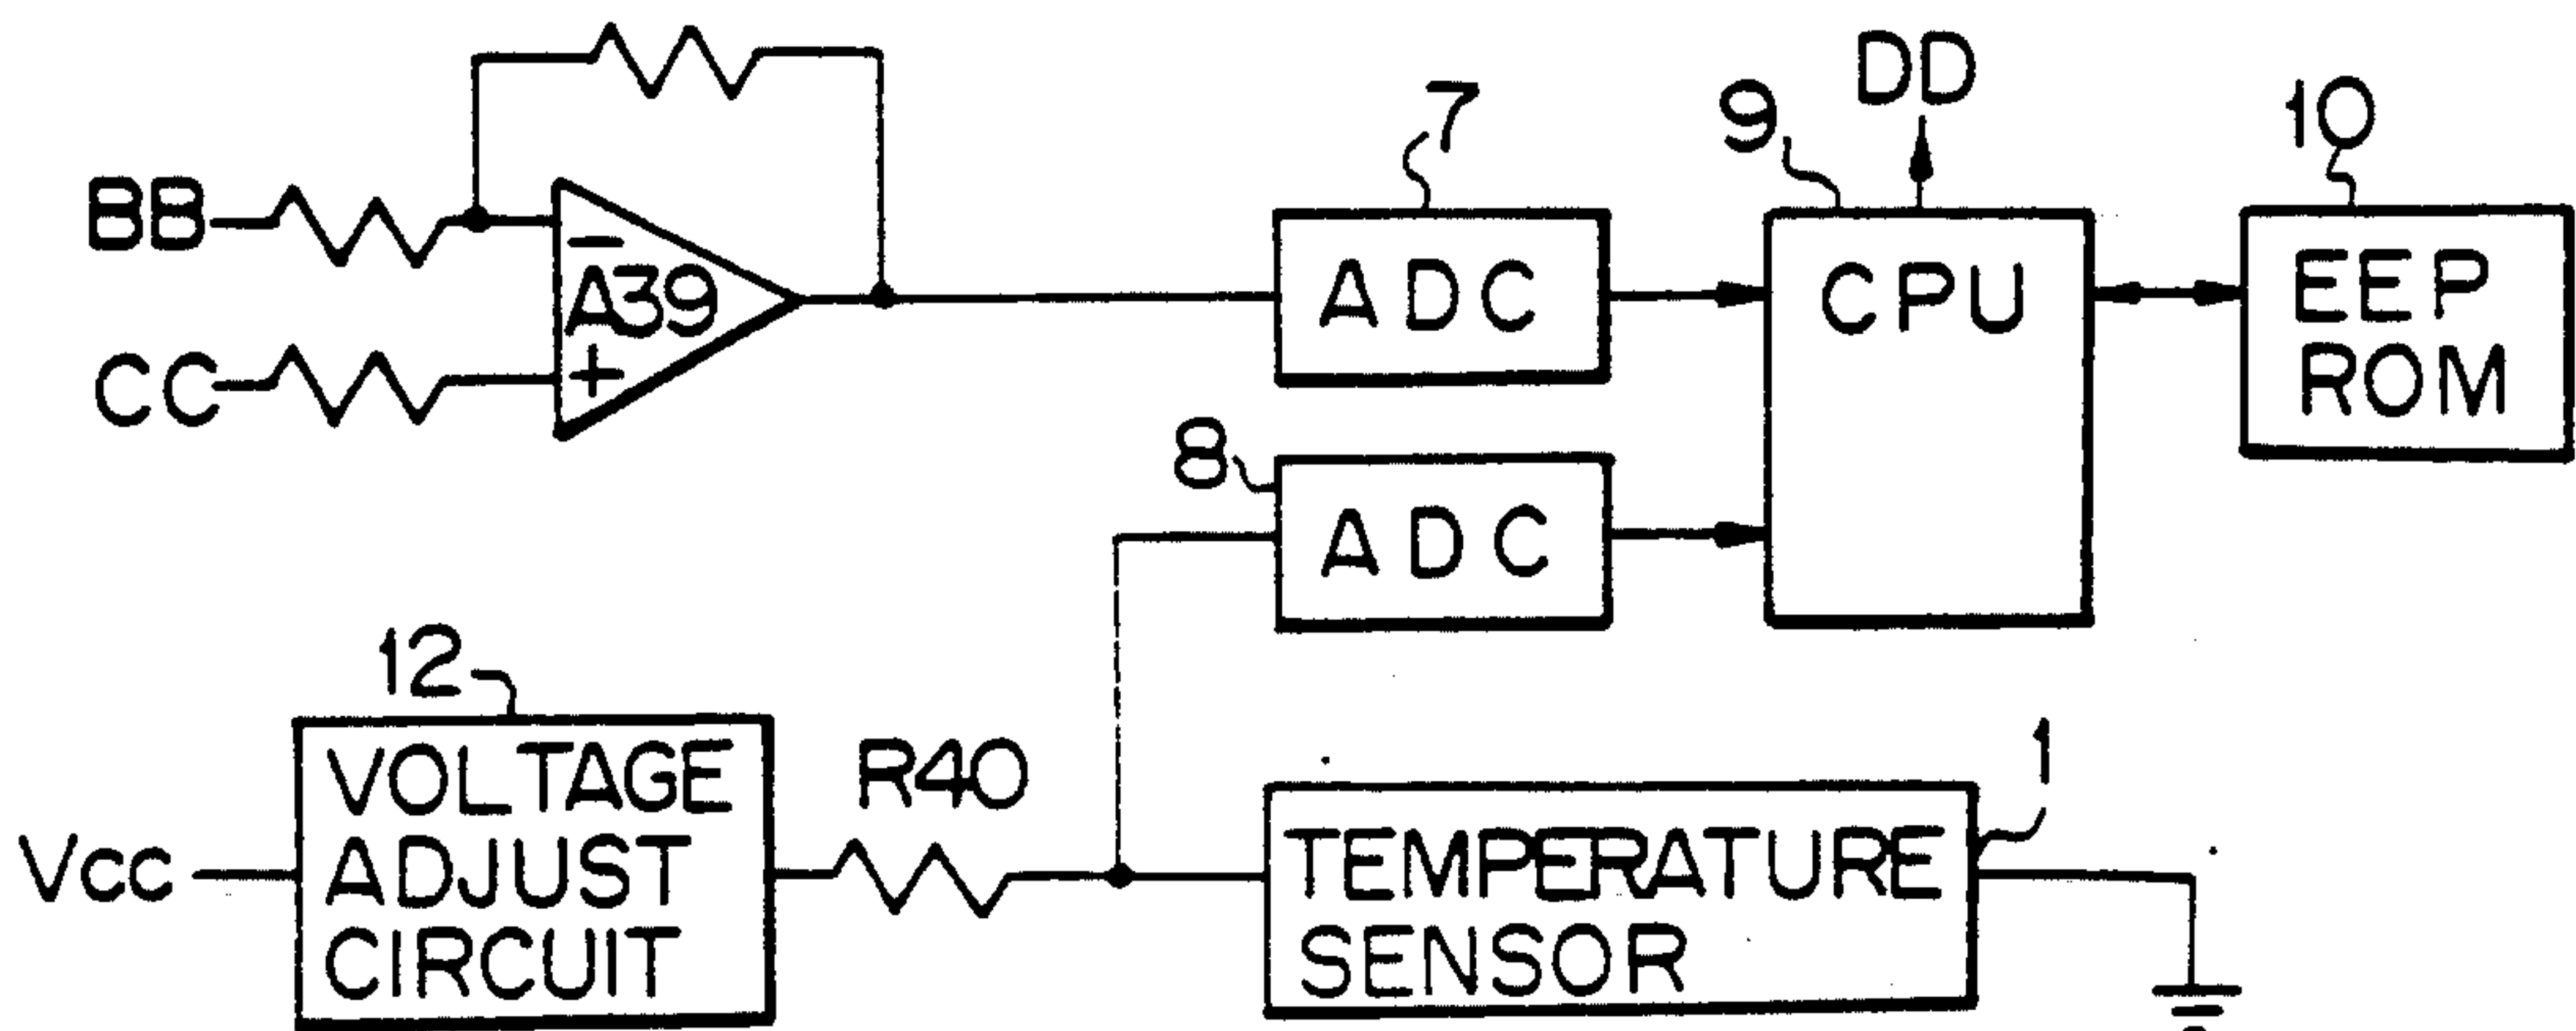 BB
CC
−
A39
+
7
ADC
8
ADC
9
DD
CPU
10
EEP
ROM
12
VOLTAGE
ADJUST
CIRCUIT
Vcc
R40
1
TEMPERATURE
SENSOR